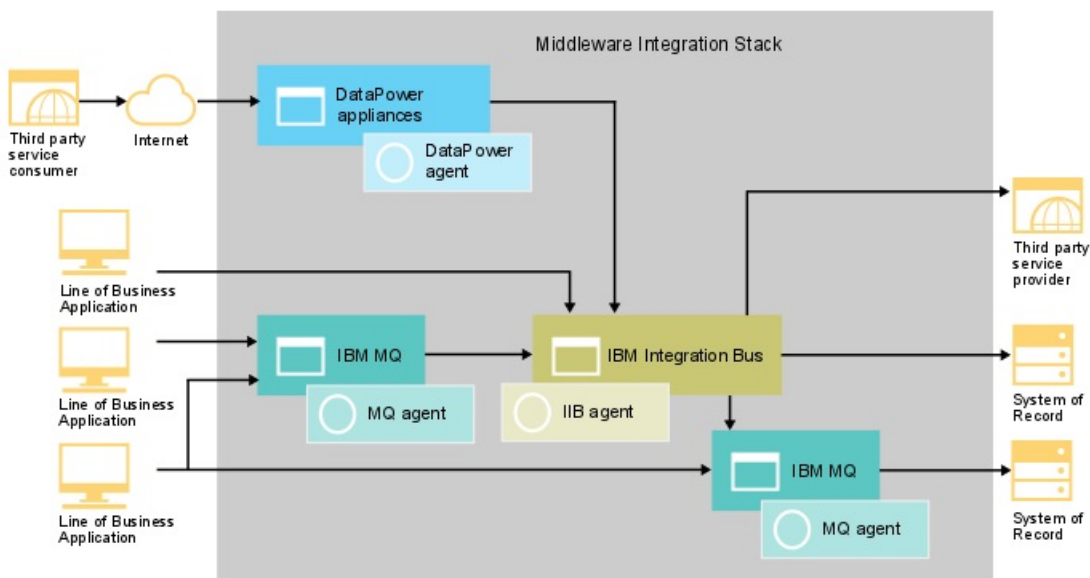 Middleware Integration Stack
DataPower
appliances
DataPower
agent
Third party
service
consumer
Internet
Third party
service
provider
Line of Business
Application
IBM MQ
MQ agent
IBM Integration Bus
IIB agent
Line of Business
Application
System of
Record
IBM MQ
MQ agent
Line of Business
Application
System of
Record